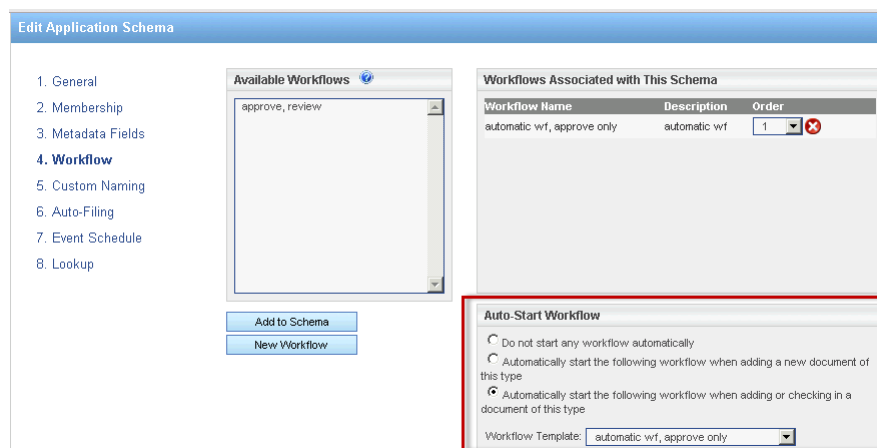 Edit Application Schema
1. General
2. Membership
3. Metadata Fields
4. Workflow
5. Custom Naming
6. Auto-Filing
7. Event Schedule
8. Lookup
Available Workflows
approve, review
Add to Schema
New Workflow
Workflows Associated with This Schema
Workflow Name Description Order
automatic wf, approve only automatic wf 1
Auto-Start Workflow
Do not start any workflow automatically
Automatically start the following workflow when adding a new document of
this type
Automatically start the following workflow when adding or checking in a
document of this type
Workflow Template: automatic wf, approve only